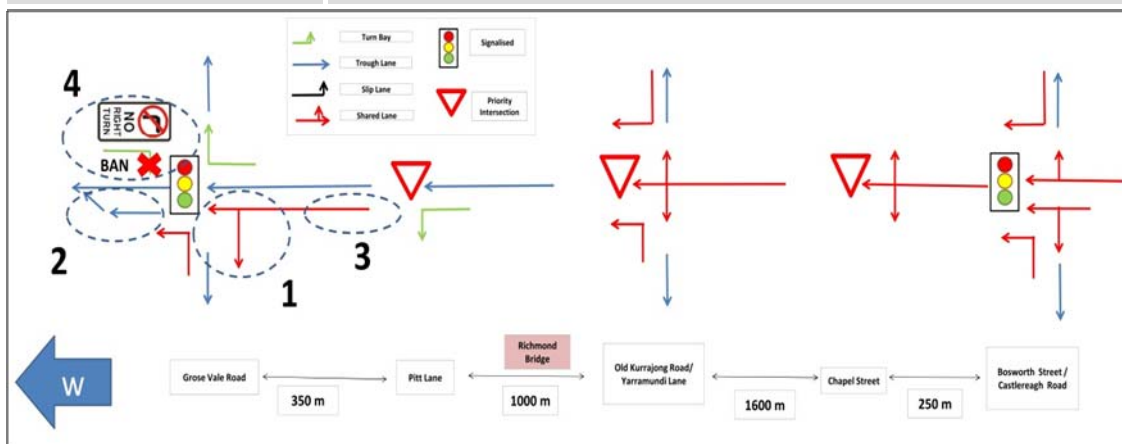 Turn Bay
Signalised
Trough Lane
Slip Lane
Priority
Intersection
Shared Lane
4
NO
RIGHT
TURN
BAN
2
1
3
W
Grose Vale Road
350 m
Pitt Lane
Richmond
Bridge
1000 m
Old Kurrajong Road/
Yarramundi Lane
1600 m
Chapel Street
250 m
Bosworth Street /
Castlereagh Road